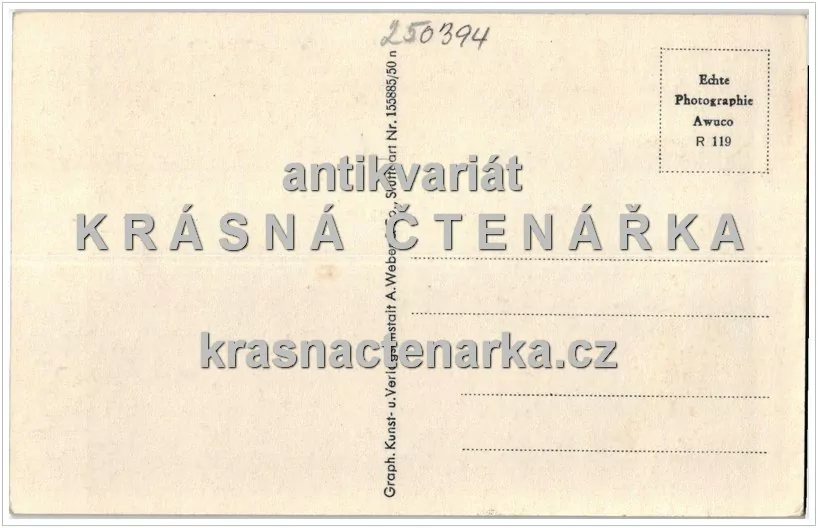 250394
Echte
Photographie
Awuco
R 119
antikvariát
KRÁSNÁ ČTENÁŘKA
krasnactenarka.cz
Graph. Kunst- u. Verlagsanstalt A. Weber & Co., Stuttgart Nr. 155885/50 n